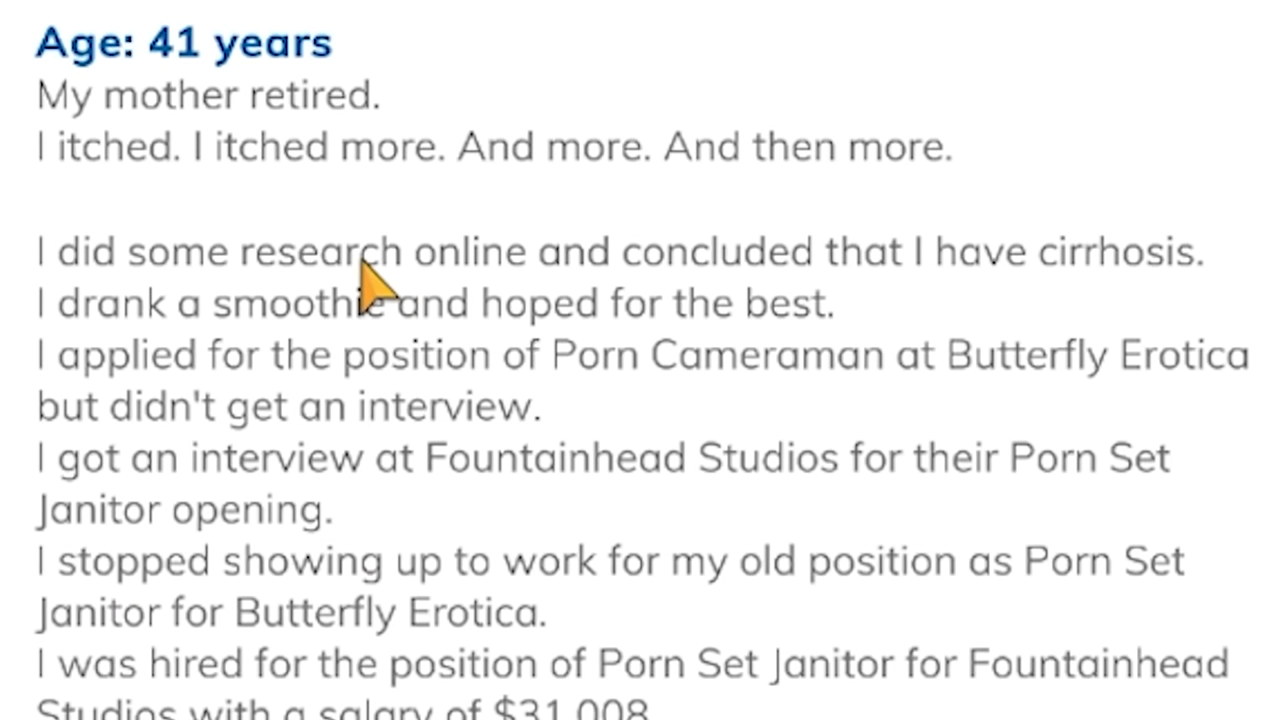 Age: 41 years
My mother retired.
I itched. I itched more. And more. And then more.
I did some research online and concluded that I have cirrhosis.
I drank a smoothie and hoped for the best.
I applied for the position of Porn Cameraman at Butterfly Erotica
but didn't get an interview.
I got an interview at Fountainhead Studios for their Porn Set
Janitor opening.
I stopped showing up to work for my old position as Porn Set
Janitor for Butterfly Erotica.
I was hired for the position of Porn Set Janitor for Fountainhead
Studios with a salary of $31,008